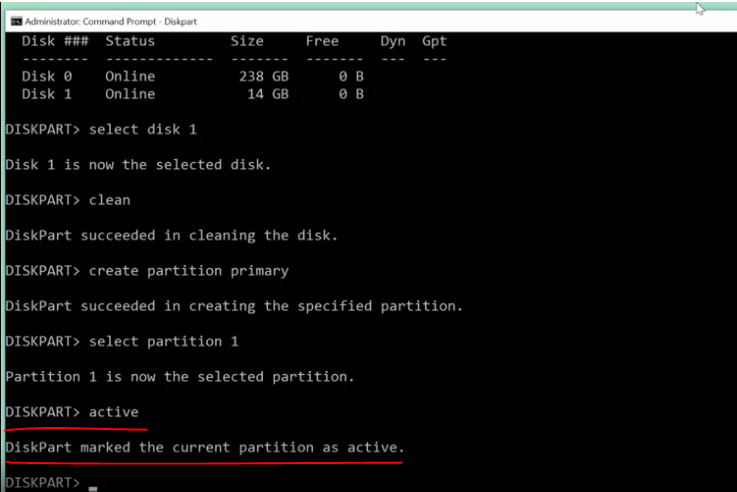 Administrator: Command Prompt - Diskpart
Disk ### Status Size Free Dyn Gpt
-------- ------------- ------- ------- --- ---
Disk 0 Online 238 GB 0 B
Disk 1 Online 14 GB 0 B
DISKPART> select disk 1
Disk 1 is now the selected disk.
DISKPART> clean
DiskPart succeeded in cleaning the disk.
DISKPART> create partition primary
DiskPart succeeded in creating the specified partition.
DISKPART> select partition 1
Partition 1 is now the selected partition.
DISKPART> active
DiskPart marked the current partition as active.
DISKPART> _